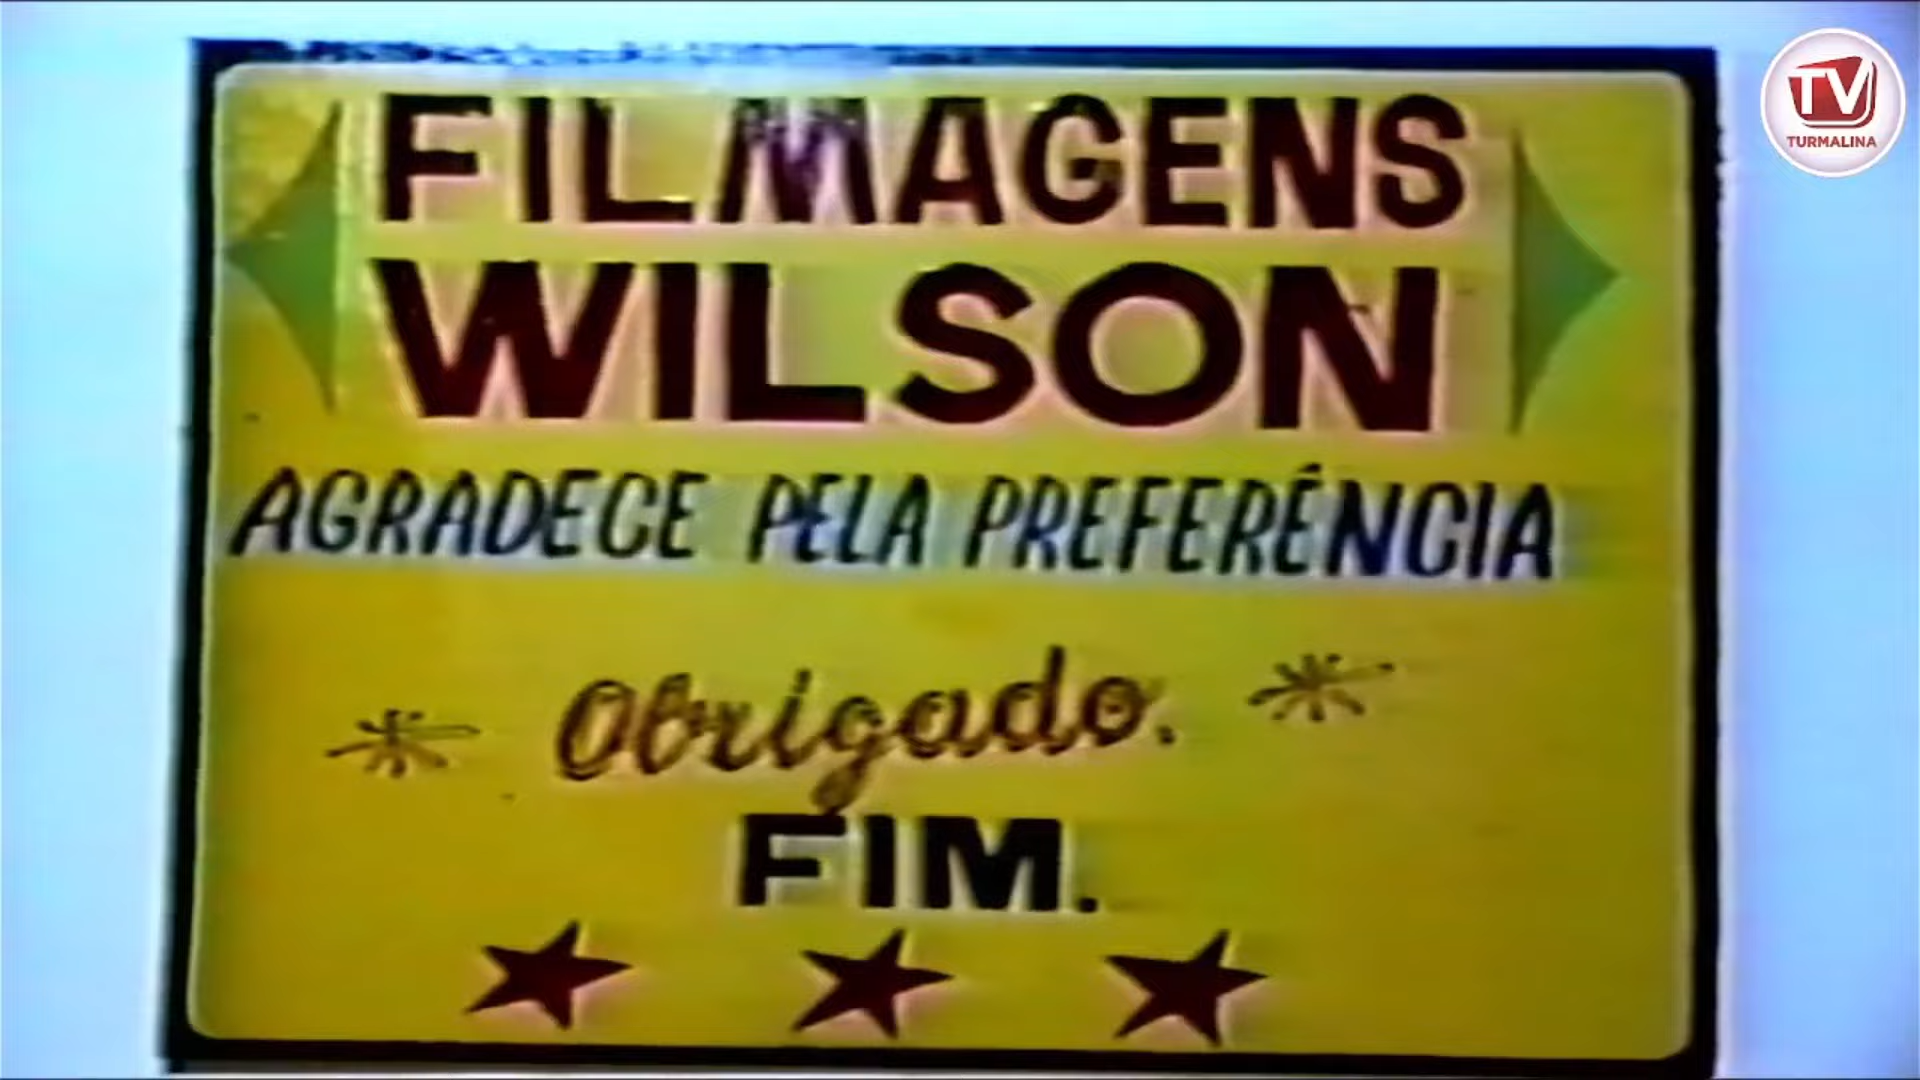 TV
TURMALINA
FILMAGENS
WILSON
AGRADECE PELA PREFERÊNCIA
Obrigado.
FIM.